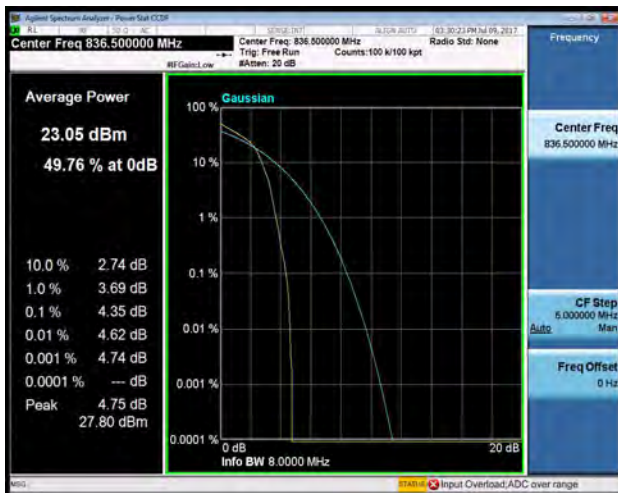 Agilent Spectrum Analyzer - Power Stat CCDF
RL RF 50 Ω AC SENSE:INT ALIGN AUTO 03:30:23 PM Jul 09, 2017
Center Freq 836.500000 MHz
Center Freq: 836.500000 MHz Radio Std: None
Trig: Free Run Counts:100 k/100 kpt
#IFGain:Low #Atten: 20 dB
Frequency
Average Power
23.05 dBm
49.76 % at 0dB
10.0 % 2.74 dB
1.0 % 3.69 dB
0.1 % 4.35 dB
0.01 % 4.62 dB
0.001 % 4.74 dB
0.0001 % --- dB
Peak 4.75 dB
27.80 dBm
Gaussian
100 %
10 %
1 %
0.1 %
0.01 %
0.001 %
0.0001 %
0 dB 20 dB
Info BW 8.0000 MHz
Center Freq
836.500000 MHz
CF Step
5.000000 MHz
Auto Man
Freq Offset
0 Hz
MSG STATUS Input Overload;ADC over range